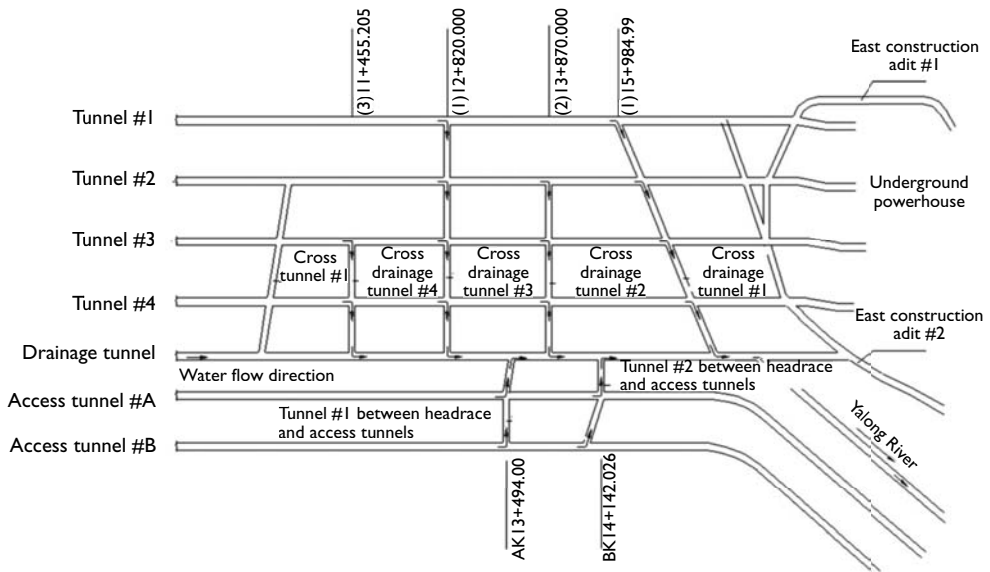 (3)11+455.205
(1)12+820.000
(2)13+870.000
(1)15+984.99
East construction
adit #1
Tunnel #1
Tunnel #2
Underground
powerhouse
Tunnel #3
Cross
tunnel #1
Cross
drainage
tunnel #4
Cross
drainage
tunnel #3
Cross
drainage
tunnel #2
Cross
drainage
tunnel #1
Tunnel #4
East construction
adit #2
Drainage tunnel
Water flow direction
Tunnel #2 between headrace
and access tunnels
Access tunnel #A
Tunnel #1 between headrace
and access tunnels
Yalong River
Access tunnel #B
AK13+494.00
BK14+142.026